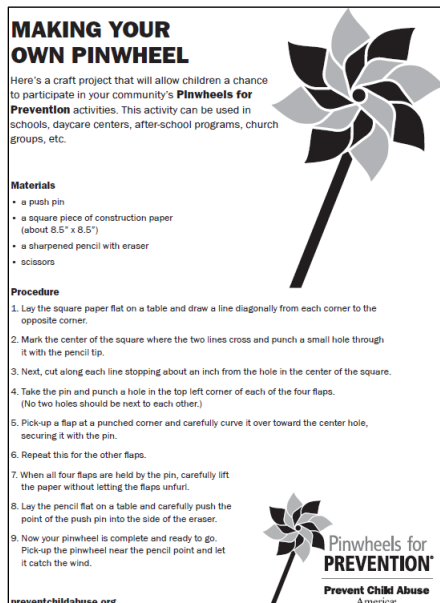 MAKING YOUR
OWN PINWHEEL
Here's a craft project that will allow children a chance
to participate in your community's Pinwheels for
Prevention activities. This activity can be used in
schools, daycare centers, after-school programs, church
groups, etc.
Materials
• a push pin
• a square piece of construction paper
(about 8.5" x 8.5")
• a sharpened pencil with eraser
• scissors
Procedure
1. Lay the square paper flat on a table and draw a line diagonally from each corner to the
opposite corner.
2. Mark the center of the square where the two lines cross and punch a small hole through
it with the pencil tip.
3. Next, cut along each line stopping about an inch from the hole in the center of the square.
4. Take the pin and punch a hole in the top left corner of each of the four flaps.
(No two holes should be next to each other.)
5. Pick-up a flap at a punched corner and carefully curve it over toward the center hole,
securing it with the pin.
6. Repeat this for the other flaps.
7. When all four flaps are held by the pin, carefully lift
the paper without letting the flaps unfurl.
8. Lay the pencil flat on a table and carefully push the
point of the push pin into the side of the eraser.
9. Now your pinwheel is complete and ready to go.
Pick-up the pinwheel near the pencil point and let
it catch the wind.
Pinwheels for
PREVENTION®
Prevent Child Abuse
America
preventchildabuse.org